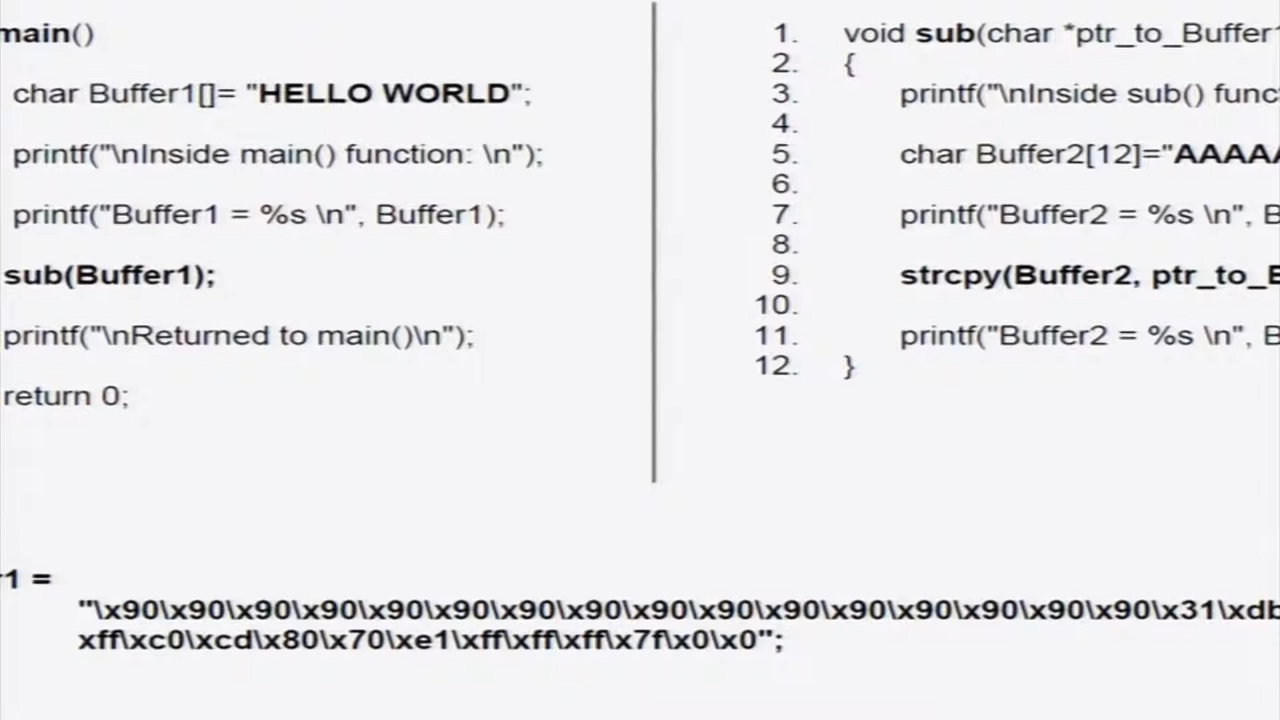 main()
char Buffer1[]= "HELLO WORLD";
printf("\nInside main() function: \n");
printf("Buffer1 = %s \n", Buffer1);
sub(Buffer1);
printf("\nReturned to main()\n");
return 0;
1. void sub(char *ptr_to_Buffer1
2. {
3. printf("\nInside sub() func
4.
5. char Buffer2[12]="AAAAA
6.
7. printf("Buffer2 = %s \n", B
8.
9. strcpy(Buffer2, ptr_to_B
10.
11. printf("Buffer2 = %s \n", B
12. }
r1 =
"\x90\x90\x90\x90\x90\x90\x90\x90\x90\x90\x90\x90\x90\x90\x90\x90\x31\xdb
xff\xc0\xcd\x80\x70\xe1\xff\xff\xff\x7f\x0\x0";